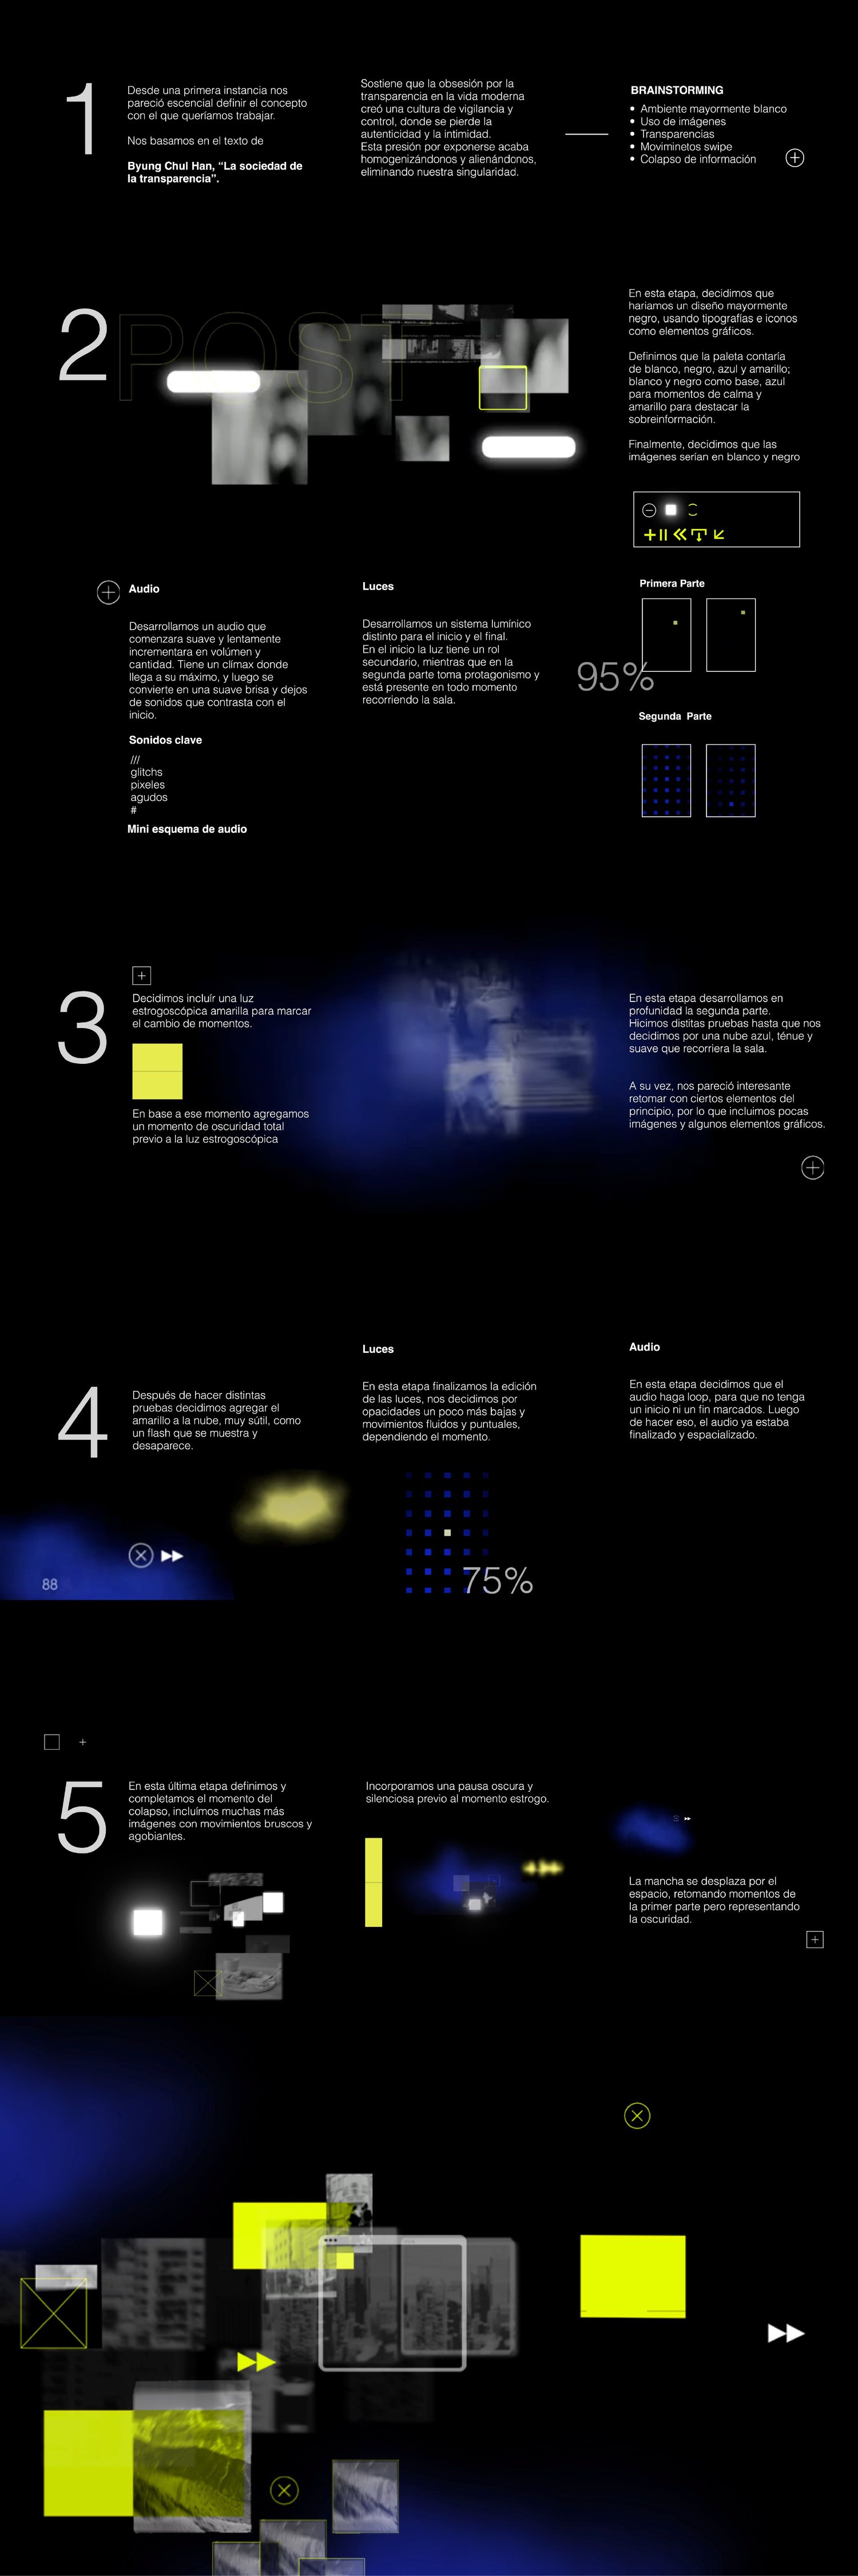 1
Desde una primera instancia nos
pareció escencial definir el concepto
con el que queríamos trabajar.
Nos basamos en el texto de
Byung Chul Han, “La sociedad de
la transparencia”.
Sostiene que la obsesión por la
transparencia en la vida moderna
creó una cultura de vigilancia y
control, donde se pierde la
autenticidad y la intimidad.
Esta presión por exponerse acaba
homogenizándonos y alienándonos,
eliminando nuestra singularidad.
BRAINSTORMING
• Ambiente mayormente blanco
• Uso de imágenes
• Transparencias
• Moviminetos swipe
• Colapso de información
2
POST
En esta etapa, decidimos que
hariamos un diseño mayormente
negro, usando tipografías e iconos
como elementos gráficos.
Definimos que la paleta contaría
de blanco, negro, azul y amarillo;
blanco y negro como base, azul
para momentos de calma y
amarillo para destacar la
sobreinformación.
Finalmente, decidimos que las
imágenes serían en blanco y negro
Audio
Desarrollamos un audio que
comenzara suave y lentamente
incrementara en volúmen y
cantidad. Tiene un clímax donde
llega a su máximo, y luego se
convierte en una suave brisa y dejos
de sonidos que contrasta con el
inicio.
Sonidos clave
///
glitchs
pixeles
agudos
#
Mini esquema de audio
Luces
Desarrollamos un sistema lumínico
distinto para el inicio y el final.
En el inicio la luz tiene un rol
secundario, mientras que en la
segunda parte toma protagonismo y
está presente en todo momento
recorriendo la sala.
Primera Parte
95%
Segunda Parte
3
Decidimos incluír una luz
estrogoscópica amarilla para marcar
el cambio de momentos.
En base a ese momento agregamos
un momento de oscuridad total
previo a la luz estrogoscópica
En esta etapa desarrollamos en
profunidad la segunda parte.
Hicimos distitas pruebas hasta que nos
decidimos por una nube azul, ténue y
suave que recorriera la sala.
A su vez, nos pareció interesante
retomar con ciertos elementos del
principio, por lo que incluimos pocas
imágenes y algunos elementos gráficos.
4
Después de hacer distintas
pruebas decidimos agregar el
amarillo a la nube, muy sútil, como
un flash que se muestra y
desaparece.
88
Luces
En esta etapa finalizamos la edición
de las luces, nos decidimos por
opacidades un poco más bajas y
movimientos fluidos y puntuales,
dependiendo el momento.
75%
Audio
En esta etapa decidimos que el
audio haga loop, para que no tenga
un inicio ni un fin marcados. Luego
de hacer eso, el audio ya estaba
finalizado y espacializado.
5
En esta última etapa definimos y
completamos el momento del
colapso, incluímos muchas más
imágenes con movimientos bruscos y
agobiantes.
Incorporamos una pausa oscura y
silenciosa previo al momento estrogo.
La mancha se desplaza por el
espacio, retomando momentos de
la primer parte pero representando
la oscuridad.